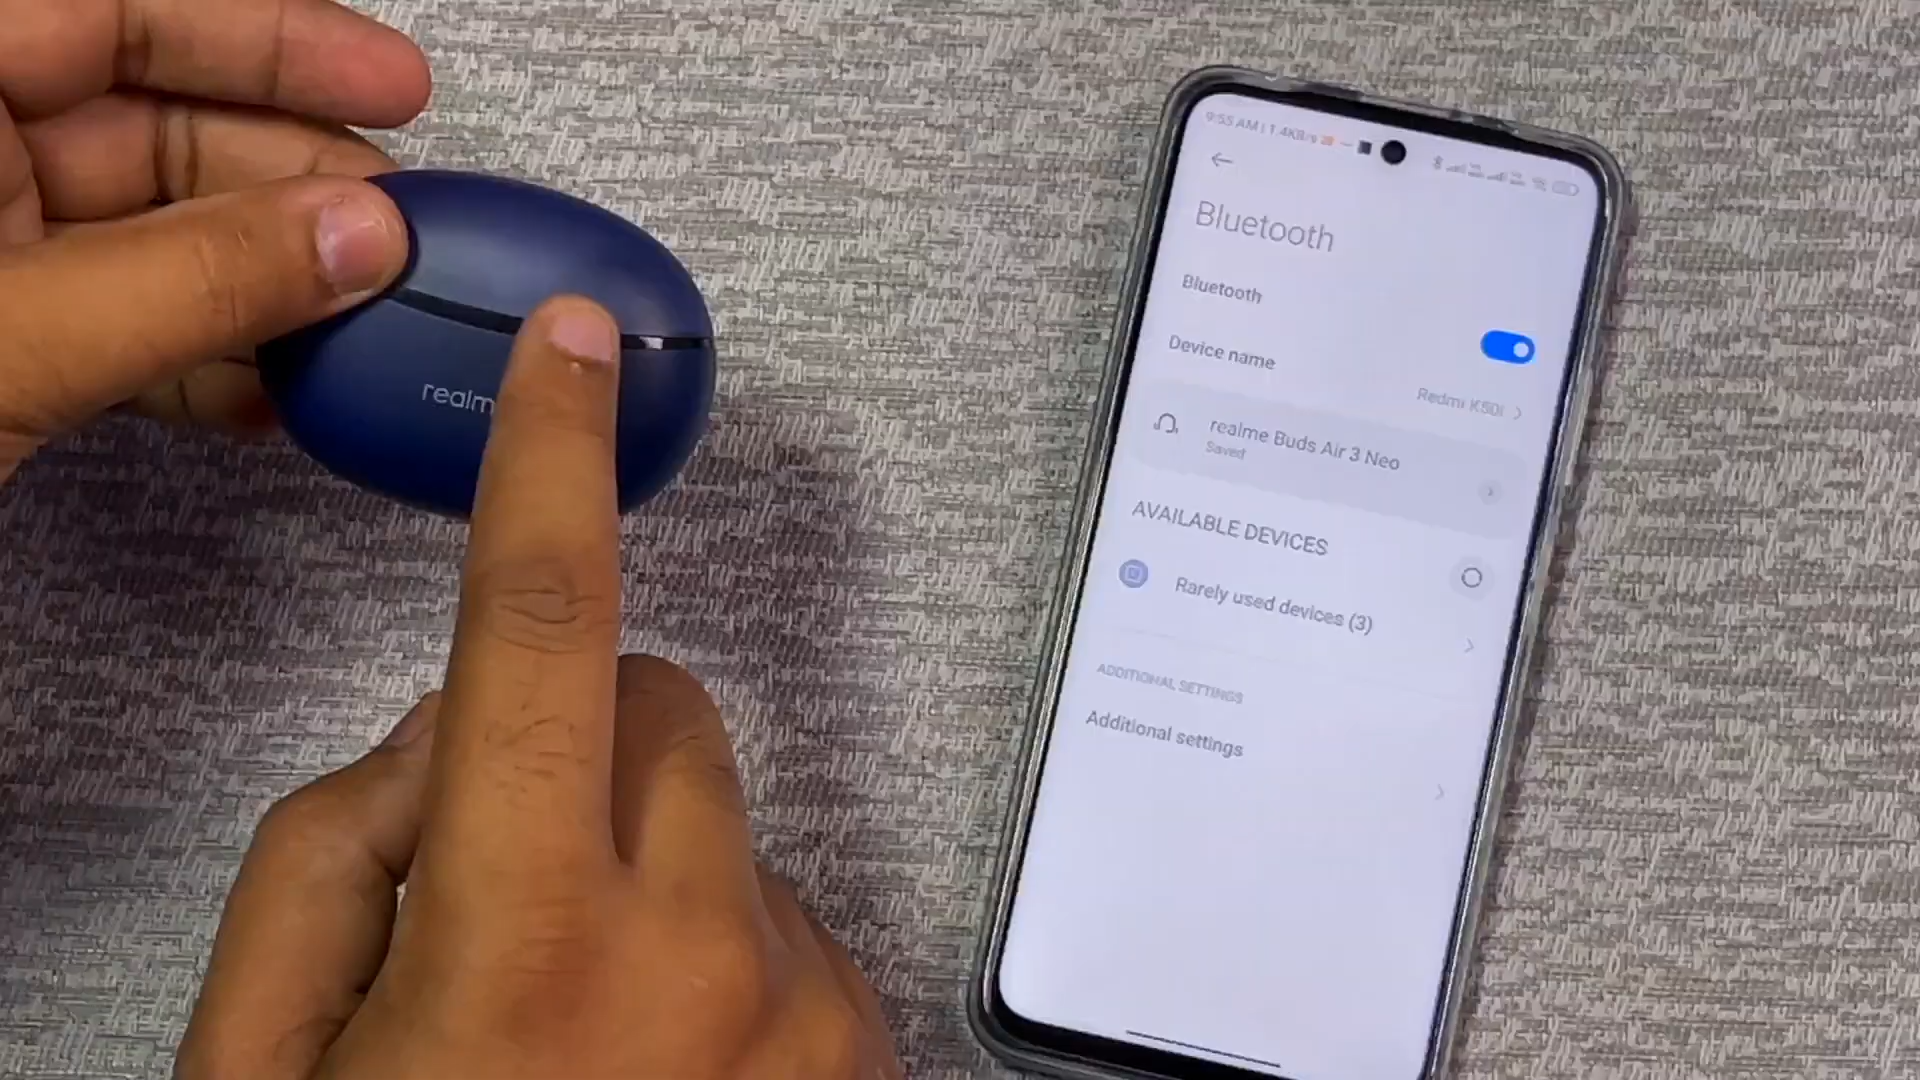 realm
9:55 AM | 1.4KB/s
Bluetooth
Bluetooth
Device name
Redmi K50i
realme Buds Air 3 Neo
Saved
AVAILABLE DEVICES
Rarely used devices (3)
ADDITIONAL SETTINGS
Additional settings